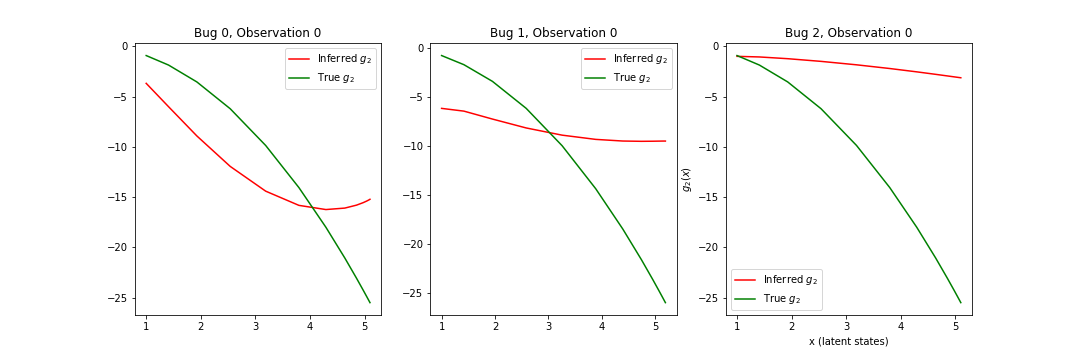 Bug 0, Observation 0
Inferred g₂
True g₂
0
−5
−10
−15
−20
−25
1 2 3 4 5
Bug 1, Observation 0
Inferred g₂
True g₂
0
−5
−10
−15
−20
−25
1 2 3 4 5
Bug 2, Observation 0
g₂(x)
0
−5
−10
−15
−20
−25
Inferred g₂
True g₂
1 2 3 4 5
x (latent states)